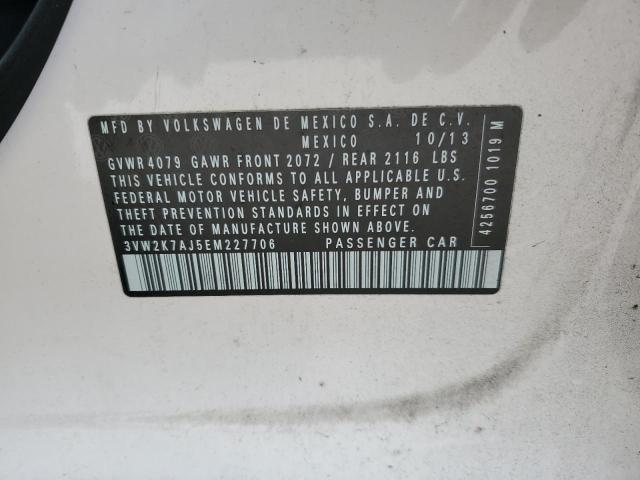 MFD BY VOLKSWAGEN DE MEXICO S.A. DE C.V.
MEXICO 10/13
GVWR 4079 GAWR FRONT 2072 / REAR 2116 LBS
THIS VEHICLE CONFORMS TO ALL APPLICABLE U.S.
FEDERAL MOTOR VEHICLE SAFETY, BUMPER AND
THEFT PREVENTION STANDARDS IN EFFECT ON
THE DATE OF MANUFACTURE SHOWN ABOVE
3VW2K7AJ5EM227706 PASSENGER CAR
4256700 1019 M